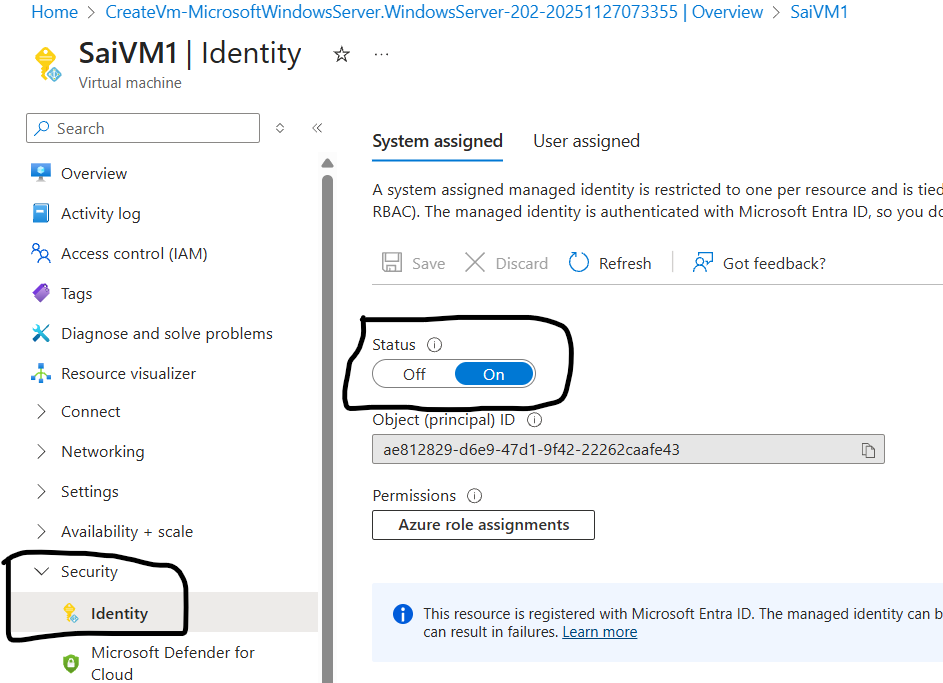 Home > CreateVm-MicrosoftWindowsServer.WindowsServer-202-20251127073355 | Overview > SaiVM1
SaiVM1 | Identity
Virtual machine
Search
Overview
Activity log
Access control (IAM)
Tags
Diagnose and solve problems
Resource visualizer
Connect
Networking
Settings
Availability + scale
Security
Identity
Microsoft Defender for
Cloud
System assigned User assigned
A system assigned managed identity is restricted to one per resource and is tied
RBAC). The managed identity is authenticated with Microsoft Entra ID, so you do
Save Discard Refresh Got feedback?
Status
Off On
Object (principal) ID
ae812829-d6e9-47d1-9f42-22262caafe43
Permissions
Azure role assignments
This resource is registered with Microsoft Entra ID. The managed identity can b
can result in failures. Learn more